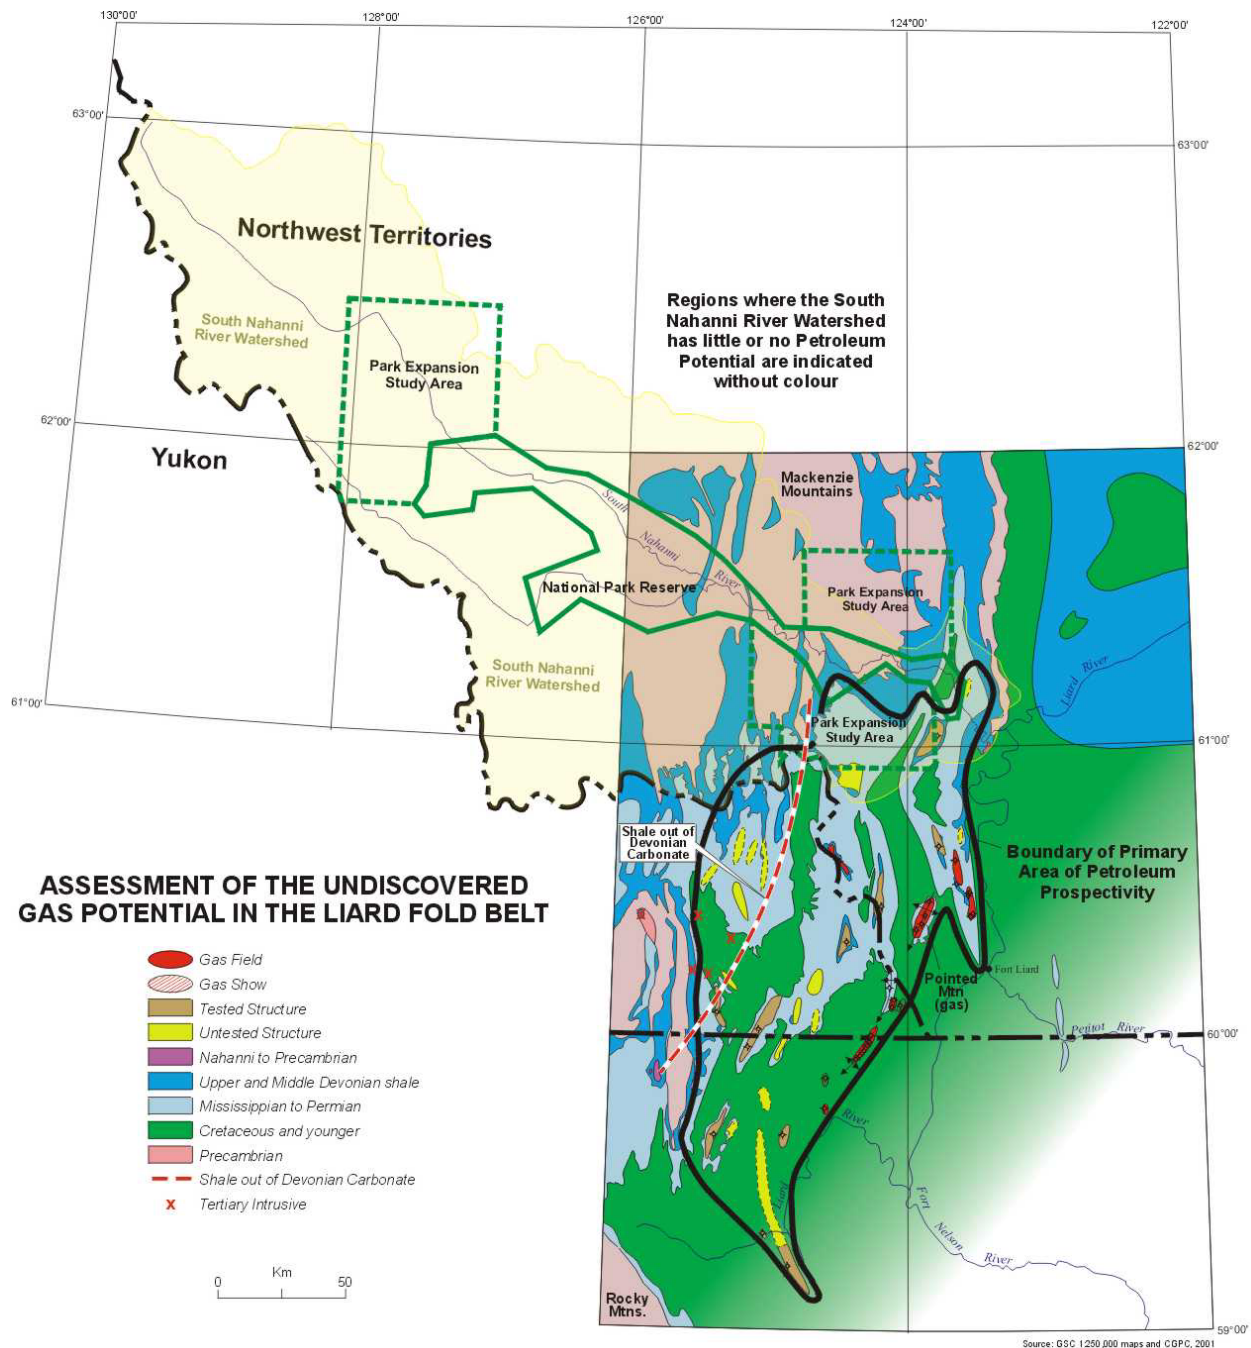 130°00'
128°00'
126°00'
124°00'
122°00'
63°00'
63°00'
Northwest Territories
South Nahanni
River Watershed
Park Expansion
Study Area
Regions where the South
Nahanni River Watershed
has little or no Petroleum
Potential are indicated
without colour
62°00'
62°00'
Yukon
Mackenzie
Mountains
South
Nahanni
River
National Park Reserve
Park Expansion
Study Area
South Nahanni
River Watershed
Liard River
61°00'
61°00'
Park Expansion
Study Area
Shale out of
Devonian
Carbonate
Boundary of Primary
Area of Petroleum
Prospectivity
ASSESSMENT OF THE UNDISCOVERED
GAS POTENTIAL IN THE LIARD FOLD BELT
Gas Field
Gas Show
Tested Structure
Untested Structure
Nahanni to Precambrian
Upper and Middle Devonian shale
Mississippian to Permian
Cretaceous and younger
Precambrian
Shale out of Devonian Carbonate
x Tertiary Intrusive
Fort Liard
Pointed
Mtn
(gas)
Petitot River
60°00'
River
Liard
Fort
Nelson
River
Km
0 50
Rocky
Mtns.
59°00'
Source: GSC 1:250,000 maps and CGPC, 2001